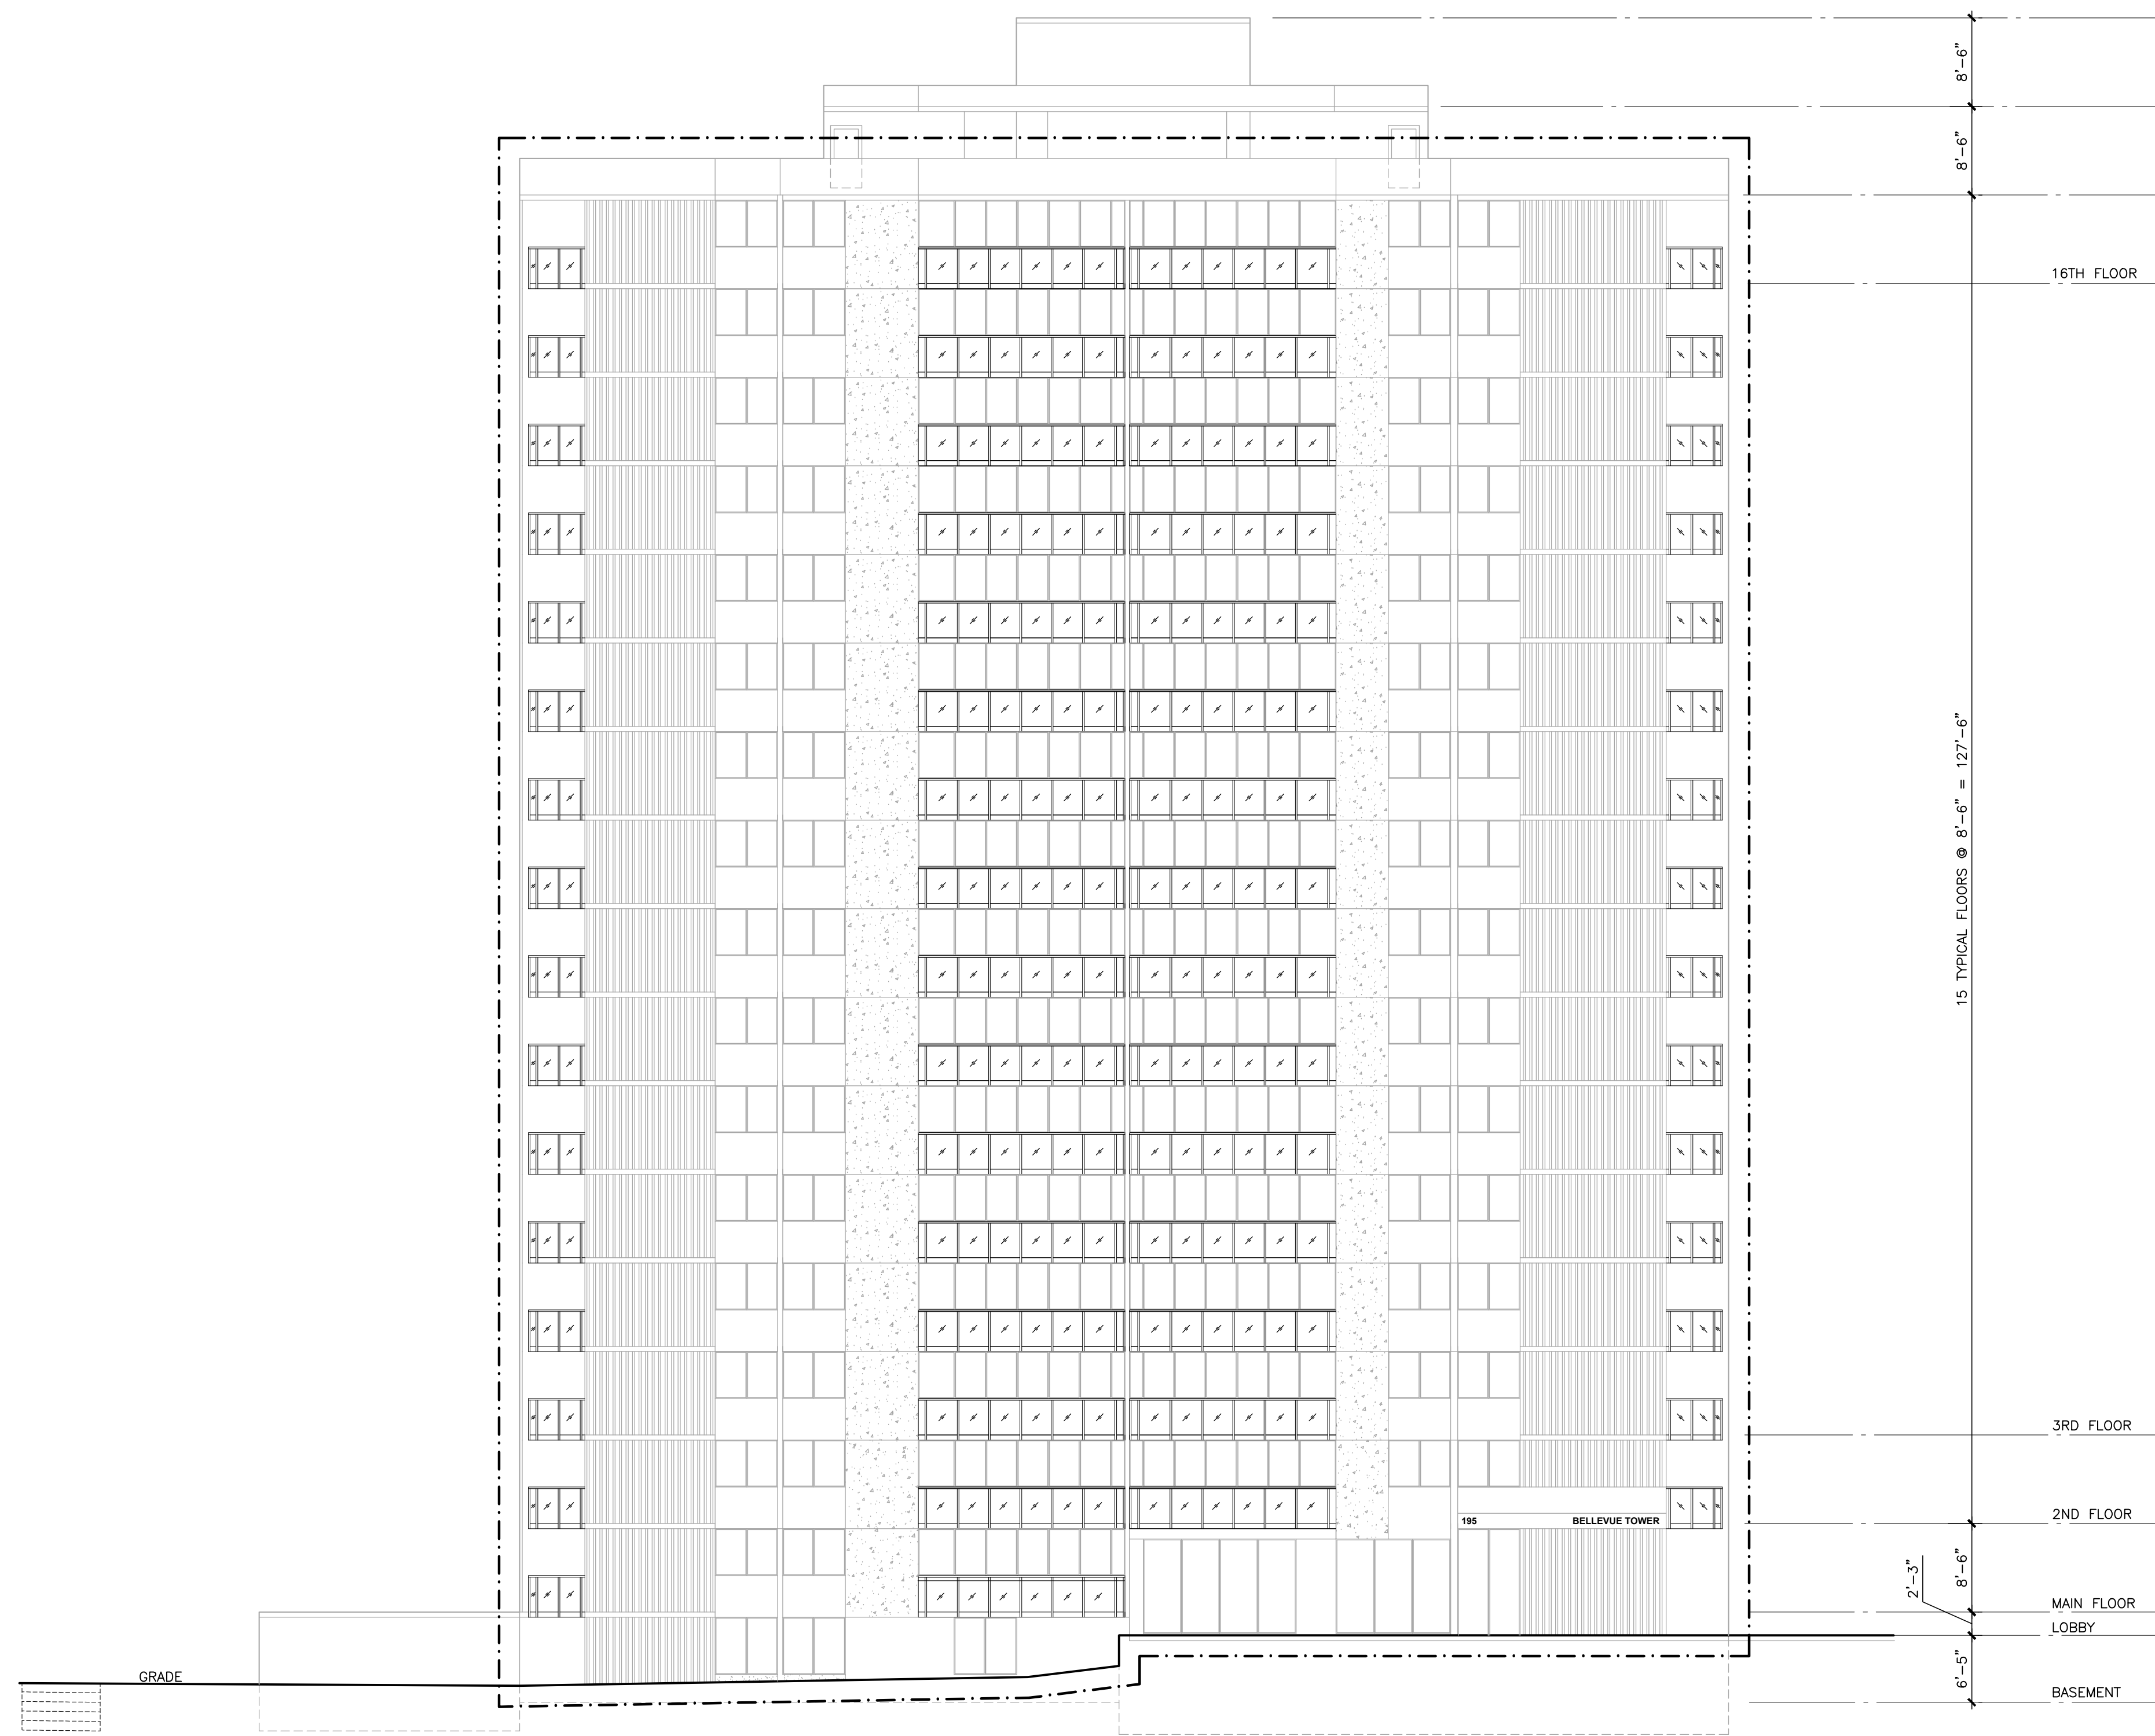 8'-6"
8'-6"
16TH FLOOR
15 TYPICAL FLOORS @ 8'-6" = 127'-6"
3RD FLOOR
2ND FLOOR
195 BELLEVUE TOWER
8'-6"
2'-3"
MAIN FLOOR
LOBBY
6'-5"
GRADE
BASEMENT